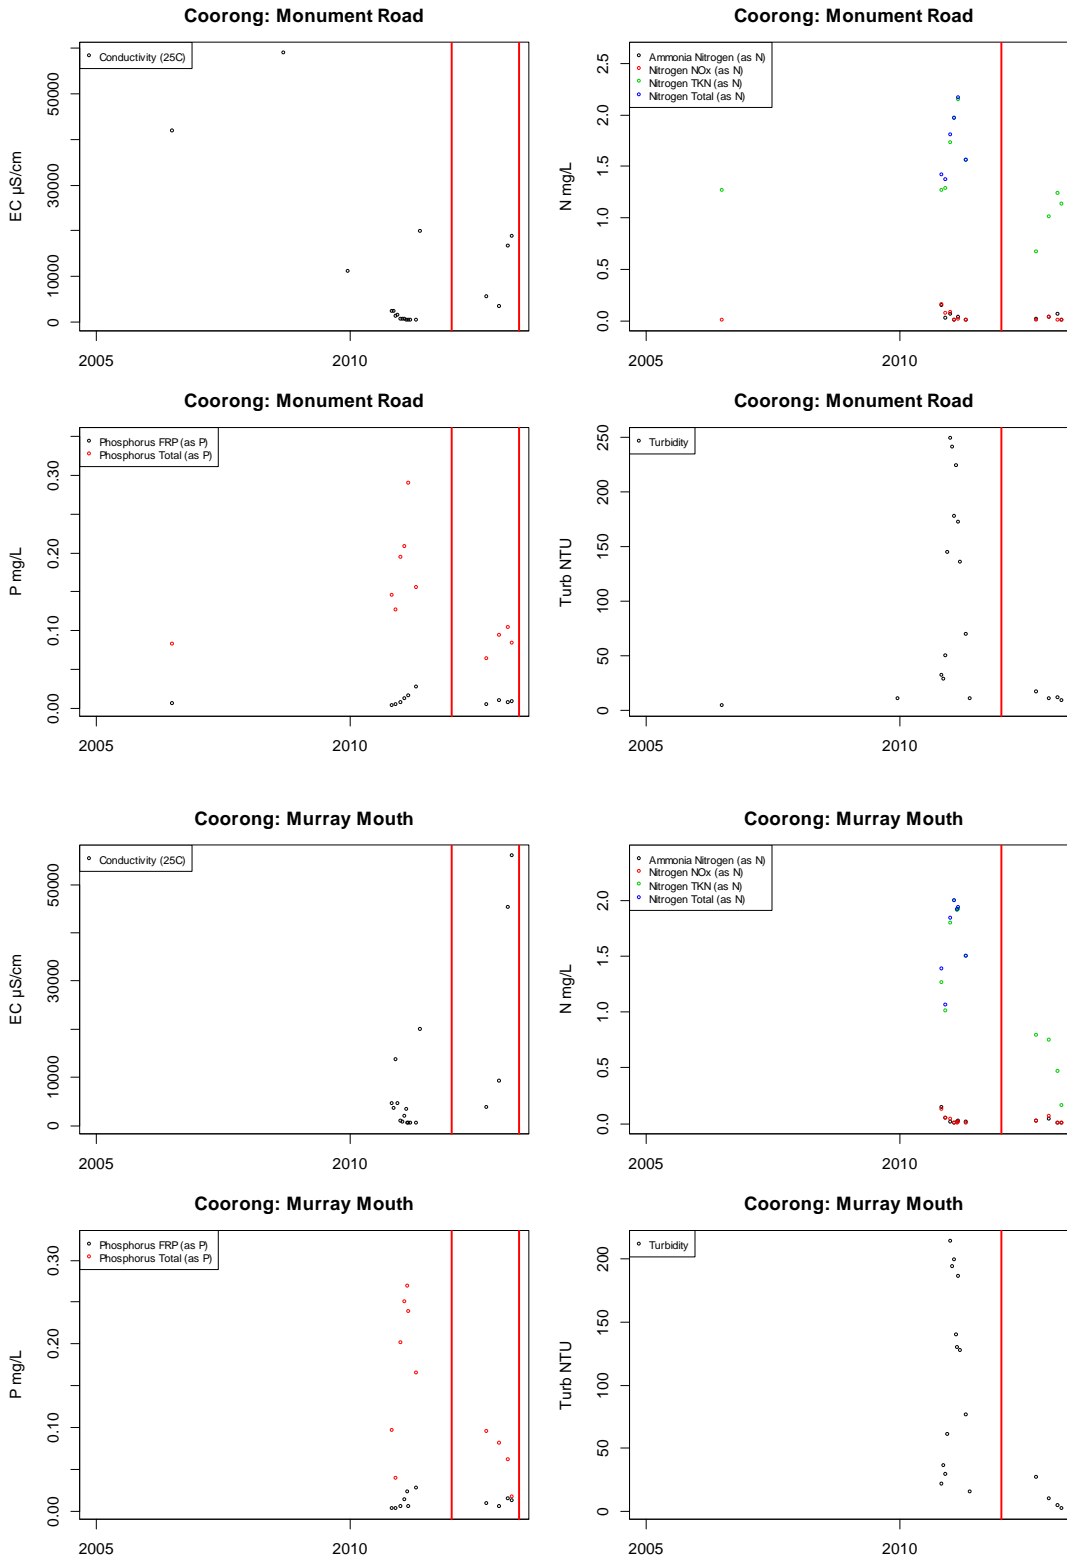 Coorong: Monument Road
Conductivity (25C)
EC µS/cm
0
10000
30000
50000
2005
2010
Coorong: Monument Road
Ammonia Nitrogen (as N)
Nitrogen NOx (as N)
Nitrogen TKN (as N)
Nitrogen Total (as N)
N mg/L
0.0
0.5
1.0
1.5
2.0
2.5
2005
2010
Coorong: Monument Road
Phosphorus FRP (as P)
Phosphorus Total (as P)
P mg/L
0.00
0.10
0.20
0.30
2005
2010
Coorong: Monument Road
Turbidity
Turb NTU
0
50
100
150
200
250
2005
2010
Coorong: Murray Mouth
Conductivity (25C)
EC µS/cm
0
10000
30000
50000
2005
2010
Coorong: Murray Mouth
Ammonia Nitrogen (as N)
Nitrogen NOx (as N)
Nitrogen TKN (as N)
Nitrogen Total (as N)
N mg/L
0.0
0.5
1.0
1.5
2.0
2005
2010
Coorong: Murray Mouth
Phosphorus FRP (as P)
Phosphorus Total (as P)
P mg/L
0.00
0.10
0.20
0.30
2005
2010
Coorong: Murray Mouth
Turbidity
Turb NTU
0
50
100
150
200
2005
2010